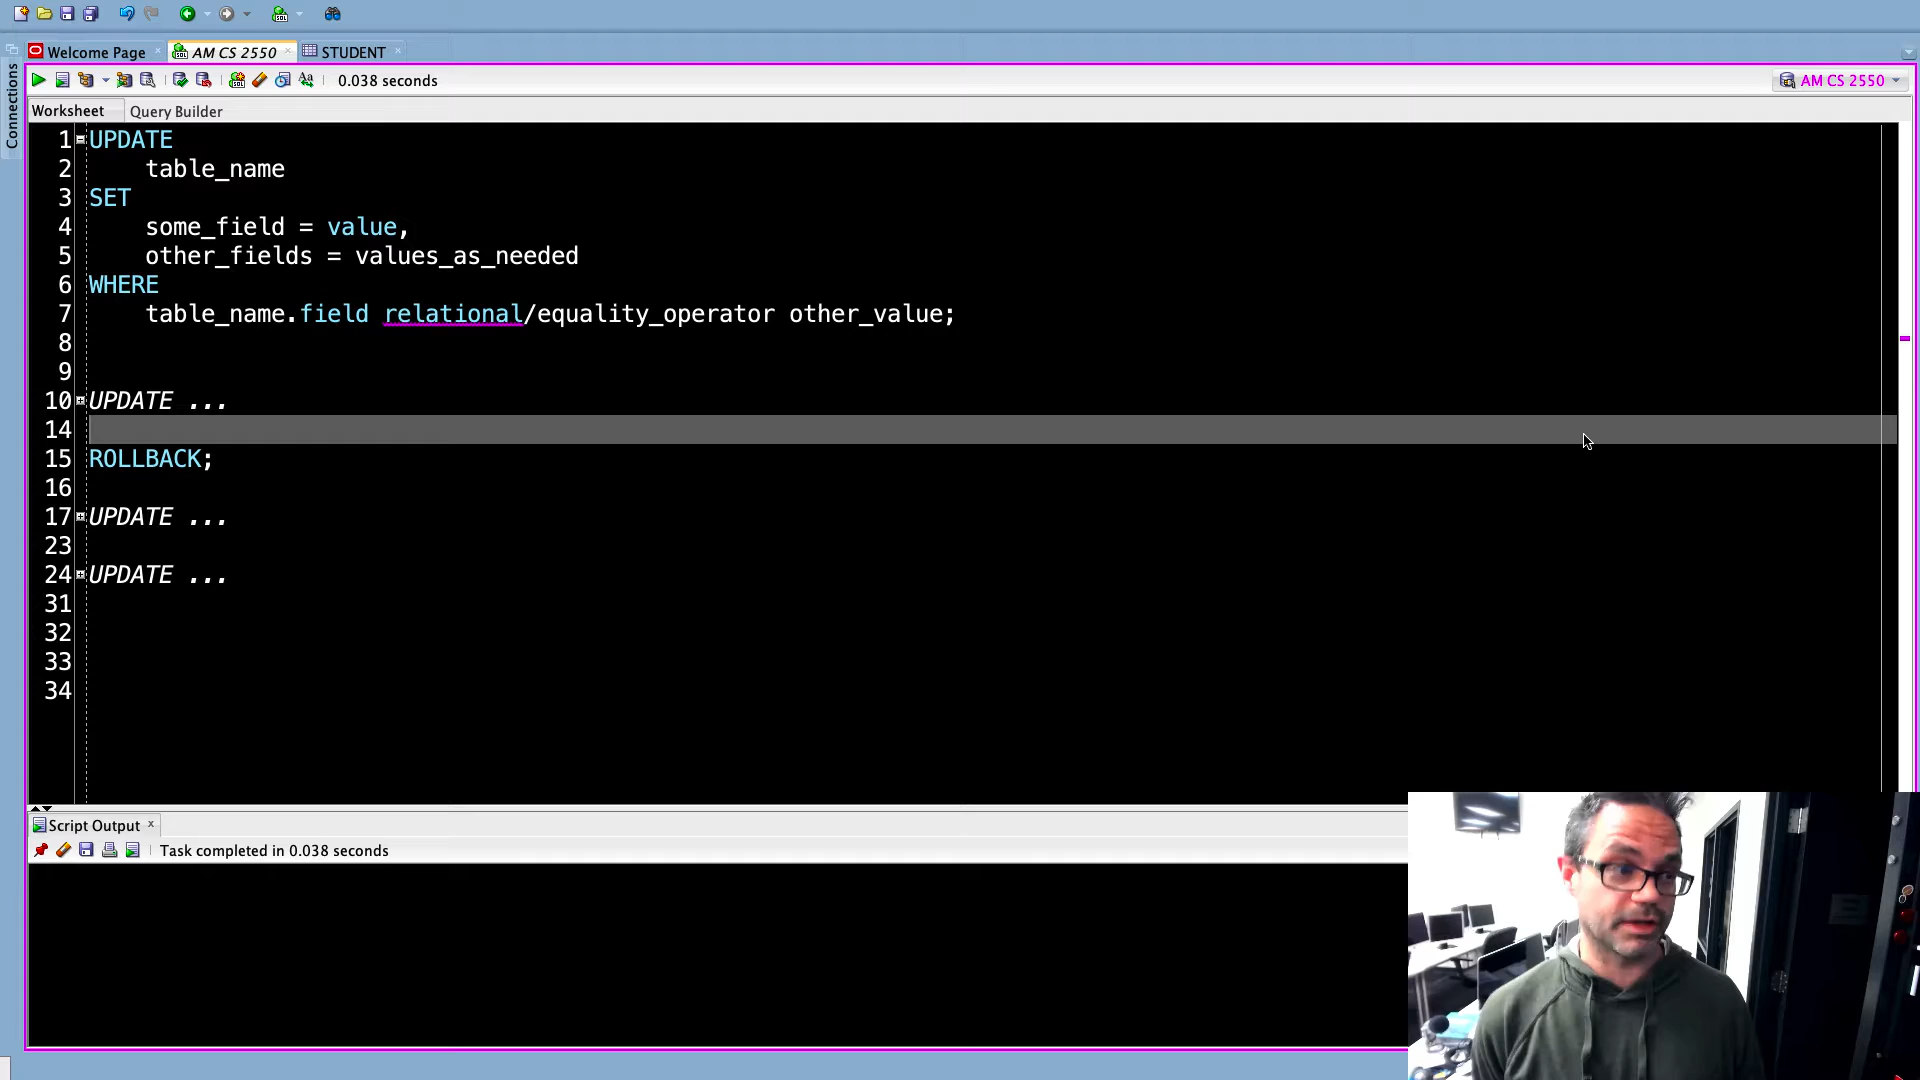 Welcome Page
AM CS 2550
STUDENT
Connections
0.038 seconds
AM CS 2550
Worksheet
Query Builder
1 UPDATE
2 table_name
3 SET
4 some_field = value,
5 other_fields = values_as_needed
6 WHERE
7 table_name.field relational/equality_operator other_value;
8
9
10 UPDATE ...
14
15 ROLLBACK;
16
17 UPDATE ...
23
24 UPDATE ...
31
32
33
34
Script Output
Task completed in 0.038 seconds